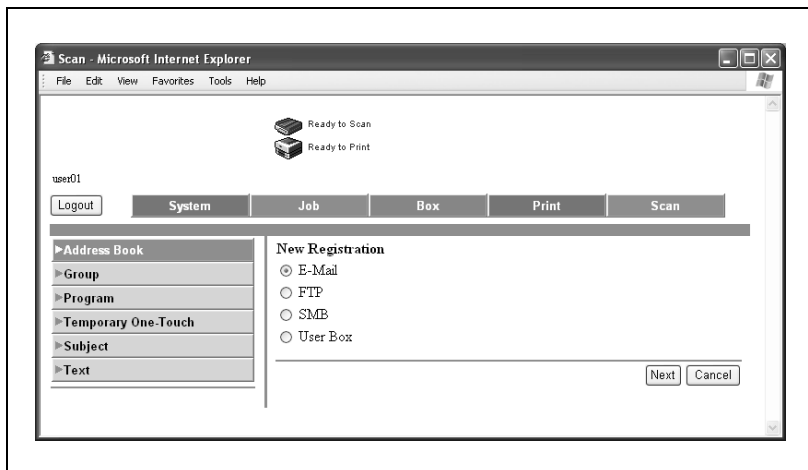 Scan - Microsoft Internet Explorer
File Edit View Favorites Tools Help
Ready to Scan
Ready to Print
user01
Logout System Job Box Print Scan
Address Book
Group
Program
Temporary One-Touch
Subject
Text
New Registration
E-Mail
FTP
SMB
User Box
Next Cancel